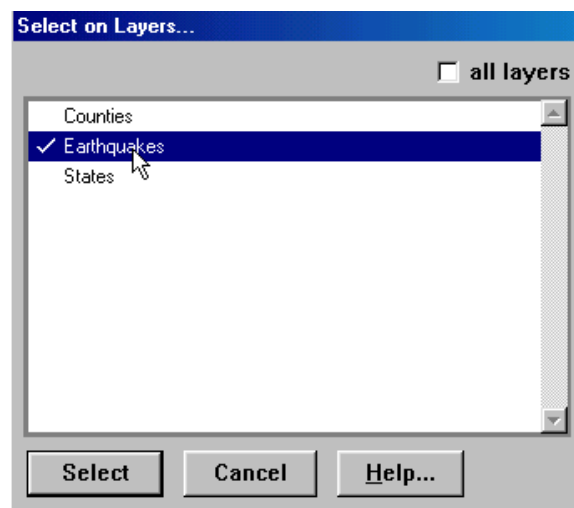 Select on Layers...
all layers
Counties
Earthquakes
States
Select Cancel Help...